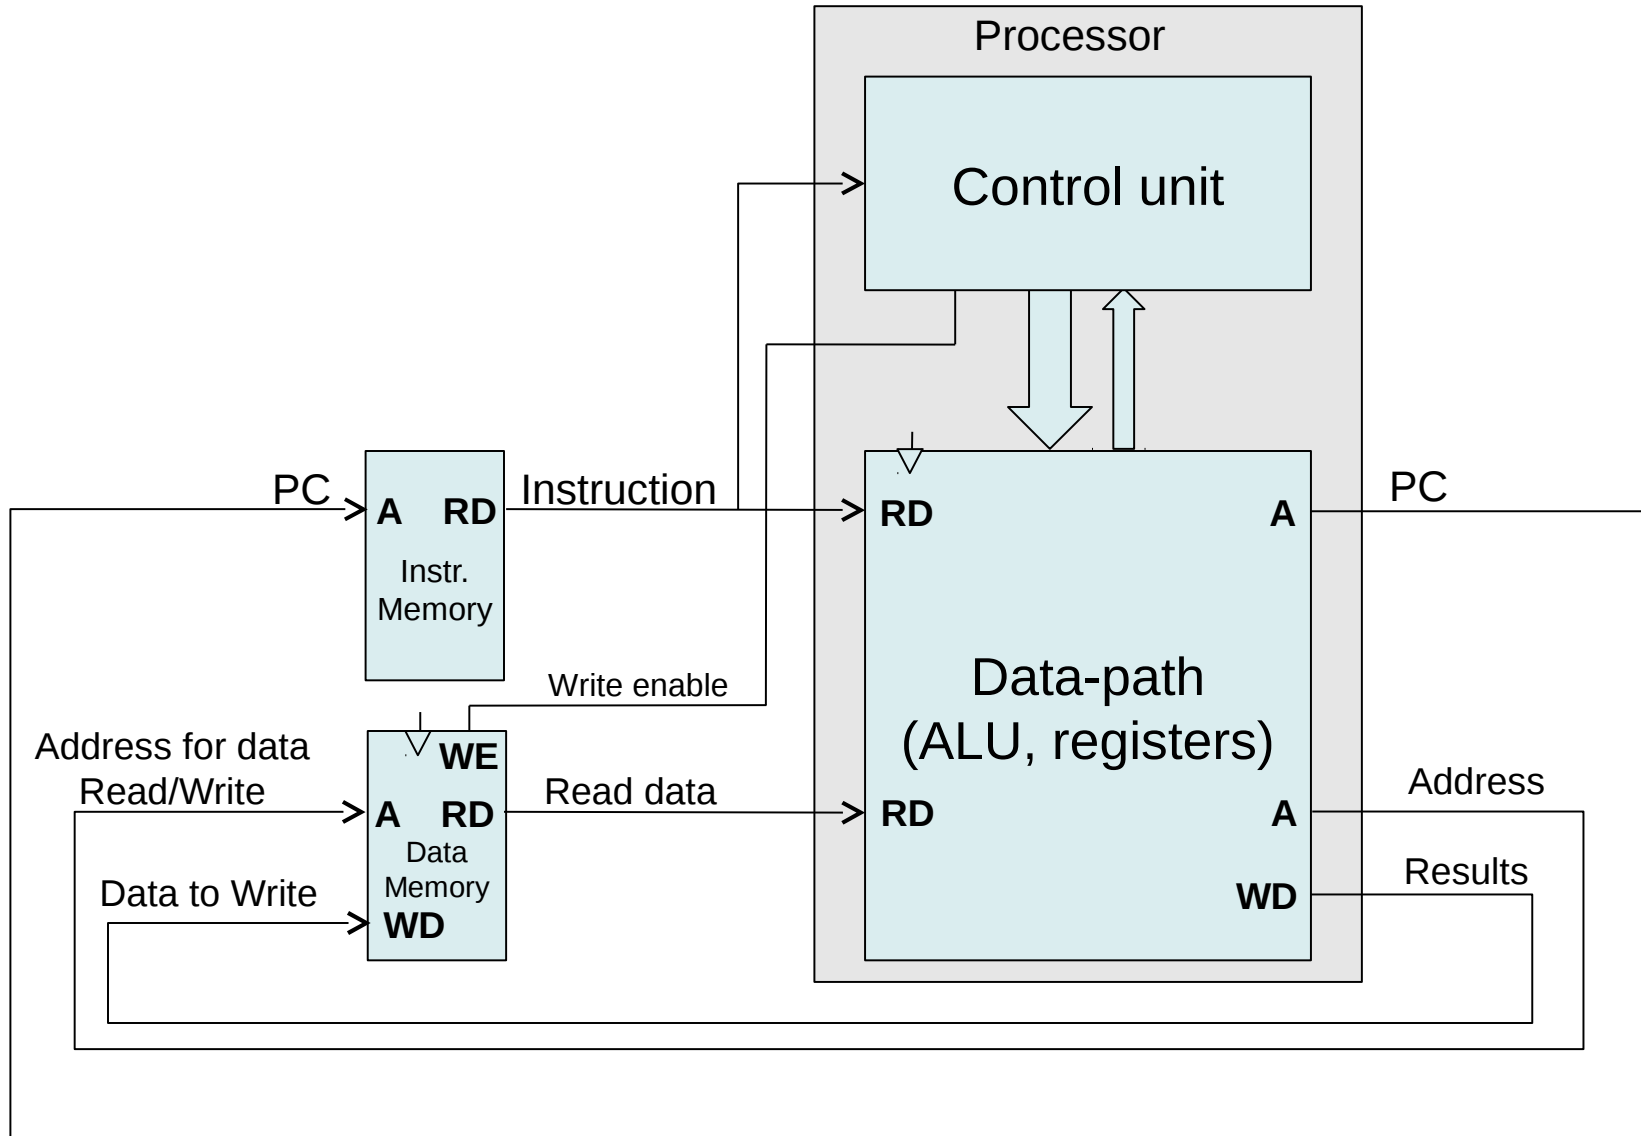 Processor
Control unit
PC
A RD
Instr.
Memory
Instruction
RD A
PC
Write enable
Data-path
(ALU, registers)
Address for data
Read/Write
WE
A RD
Data
Memory
WD
Data to Write
Read data
RD A
WD
Address
Results